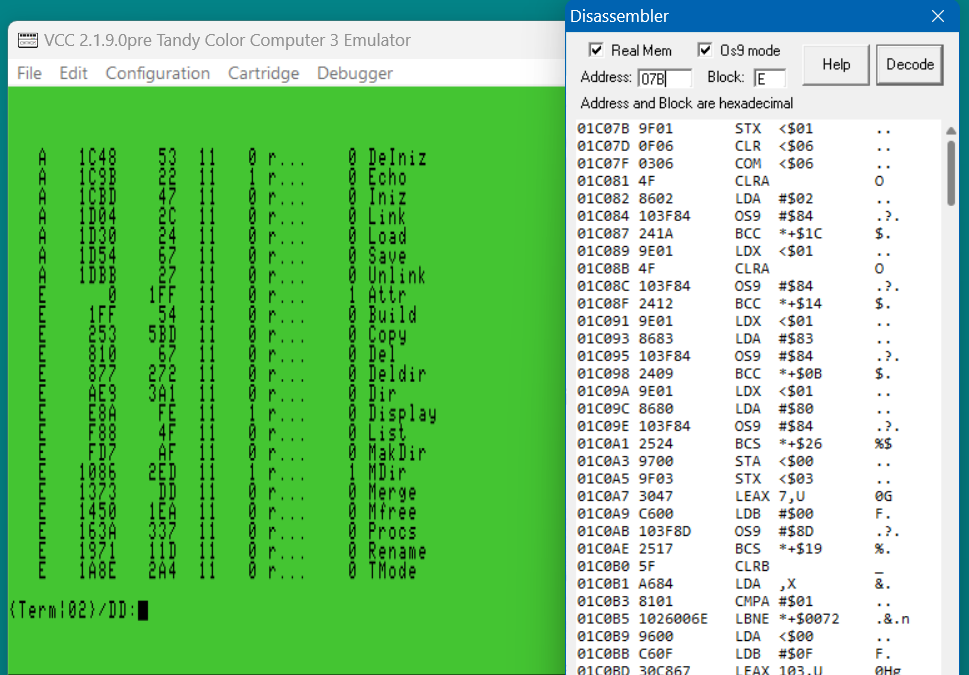 VCC 2.1.9.0pre Tandy Color Computer 3 Emulator
File Edit Configuration Cartridge Debugger
A 1C48 53 11 0 r... 0 DeIniz
A 1C9B 22 11 1 r... 0 Echo
A 1CBD 47 11 0 r... 0 Iniz
A 1D04 2C 11 0 r... 0 Link
A 1D30 24 11 0 r... 0 Load
A 1D54 67 11 0 r... 0 Save
A 1DBB 27 11 0 r... 0 Unlink
E 0 1FF 11 0 r... 1 Attr
E 1FF 54 11 0 r... 0 Build
E 253 5BD 11 0 r... 0 Copy
E 810 67 11 0 r... 0 Del
E 877 272 11 0 r... 0 Deldir
E AE9 3A1 11 0 r... 0 Dir
E E8A FE 11 1 r... 0 Display
E F88 4F 11 0 r... 0 List
E FD7 AF 11 0 r... 0 MakDir
E 1086 2ED 11 1 r... 1 MDir
E 1373 DD 11 0 r... 0 Merge
E 1450 1EA 11 0 r... 0 Mfree
E 163A 337 11 0 r... 0 Procs
E 1971 11D 11 0 r... 0 Rename
E 1A8E 2A4 11 0 r... 0 TMode
{Term|02}/DD:
Disassembler
Real Mem Os9 mode
Address: 07B Block: E Help Decode
Address and Block are hexadecimal
01C07B 9F01 STX <$01 ..
01C07D 0F06 CLR <$06 ..
01C07F 0306 COM <$06 ..
01C081 4F CLRA O
01C082 8602 LDA #$02 ..
01C084 103F84 OS9 #$84 .?.
01C087 241A BCC *+$1C $.
01C089 9E01 LDX <$01 ..
01C08B 4F CLRA O
01C08C 103F84 OS9 #$84 .?.
01C08F 2412 BCC *+$14 $.
01C091 9E01 LDX <$01 ..
01C093 8683 LDA #$83 ..
01C095 103F84 OS9 #$84 .?.
01C098 2409 BCC *+$0B $.
01C09A 9E01 LDX <$01 ..
01C09C 8680 LDA #$80 ..
01C09E 103F84 OS9 #$84 .?.
01C0A1 2524 BCS *+$26 %$
01C0A3 9700 STA <$00 ..
01C0A5 9F03 STX <$03 ..
01C0A7 3047 LEAX 7,U 0G
01C0A9 C600 LDB #$00 F.
01C0AB 103F8D OS9 #$8D .?.
01C0AE 2517 BCS *+$19 %.
01C0B0 5F CLRB _
01C0B1 A684 LDA ,X &.
01C0B3 8101 CMPA #$01 ..
01C0B5 1026006E LBNE *+$0072 .&.n
01C0B9 9600 LDA <$00 ..
01C0BB C60F LDB #$0F F.
01C0BD 30C867 LEAX 103,U 0Hg